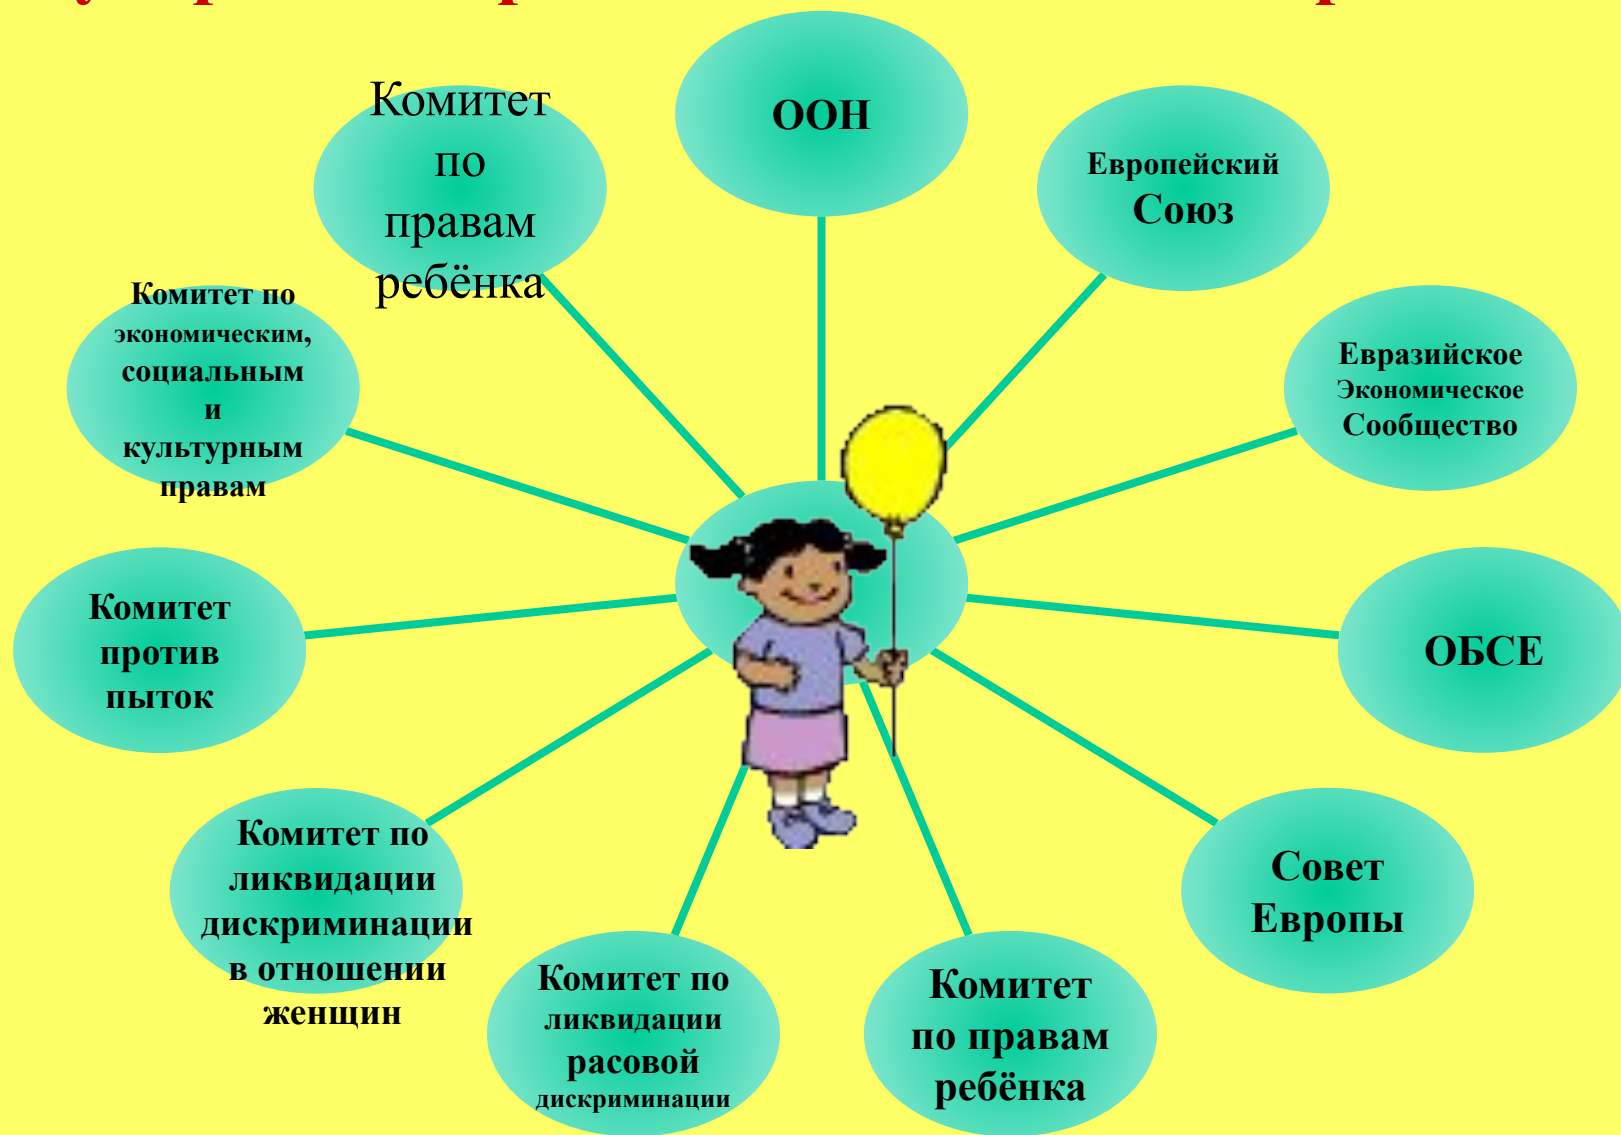 ООН
Европейский
Союз
Евразийское
Экономическое
Сообщество
ОБСЕ
Совет
Европы
Комитет
по правам
ребёнка
Комитет по
ликвидации
расовой
дискриминации
Комитет по
ликвидации
дискриминации
в отношении
женщин
Комитет
против
пыток
Комитет по
экономическим,
социальным
и
культурным
правам
Комитет
по
правам
ребёнка